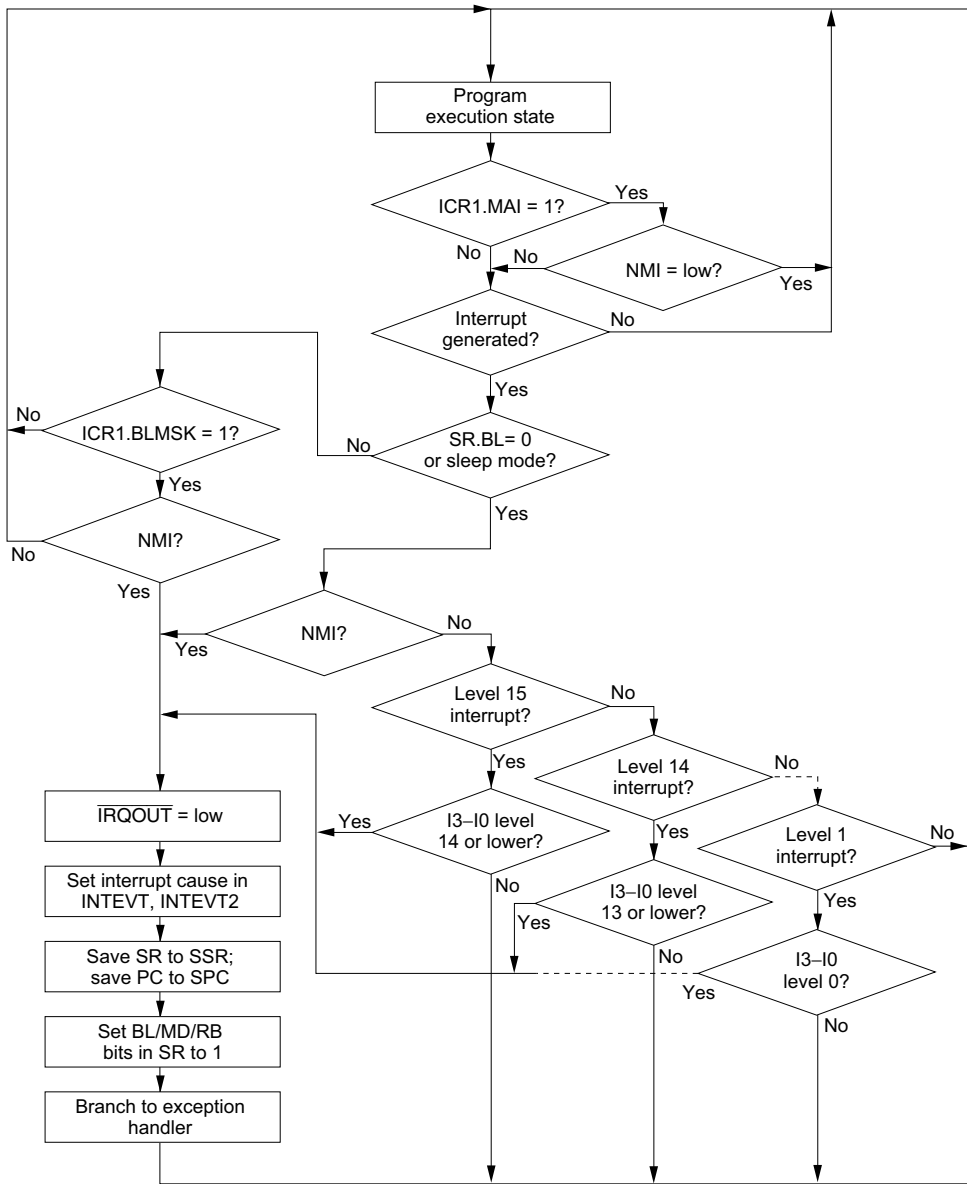 Program
execution state
ICR1.MAI = 1?
Yes
No
NMI = low?
No
Yes
Interrupt
generated?
No
Yes
SR.BL= 0
or sleep mode?
No
Yes
ICR1.BLMSK = 1?
No
Yes
NMI?
No
Yes
NMI?
Yes
No
Level 15
interrupt?
No
Yes
Level 14
interrupt?
No
Yes
Level 1
interrupt?
No
Yes
I3–I0 level
14 or lower?
Yes
No
I3–I0 level
13 or lower?
Yes
No
I3–I0
level 0?
Yes
No
IRQOUT = low
Set interrupt cause in
INTEVT, INTEVT2
Save SR to SSR;
save PC to SPC
Set BL/MD/RB
bits in SR to 1
Branch to exception
handler